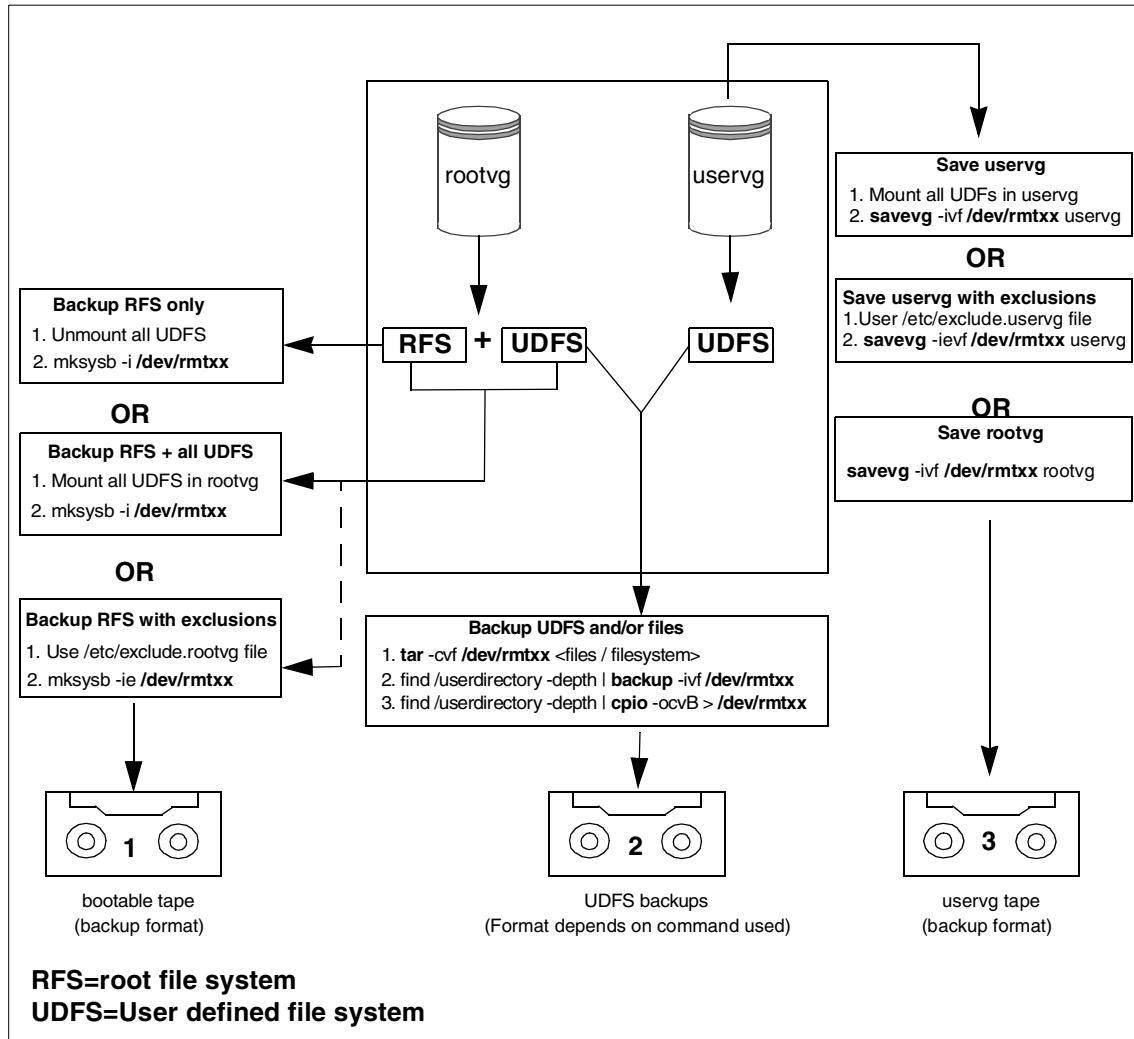 rootvg
uservg
RFS + UDFS
UDFS
Backup RFS only
1. Unmount all UDFS
2. mksysb -i /dev/rmtxx
OR
Backup RFS + all UDFS
1. Mount all UDFS in rootvg
2. mksysb -i /dev/rmtxx
OR
Backup RFS with exclusions
1. Use /etc/exclude.rootvg file
2. mksysb -ie /dev/rmtxx
Backup UDFS and/or files
1. tar -cvf /dev/rmtxx <files / filesystem>
2. find /userdirectory -depth | backup -ivf /dev/rmtxx
3. find /userdirectory -depth | cpio -ocvB > /dev/rmtxx
Save uservg
1. Mount all UDFs in uservg
2. savevg -ivf /dev/rmtxx uservg
OR
Save uservg with exclusions
1.User /etc/exclude.uservg file
2. savevg -ievf /dev/rmtxx uservg
OR
Save rootvg
savevg -ivf /dev/rmtxx rootvg
1
bootable tape
(backup format)
2
UDFS backups
(Format depends on command used)
3
uservg tape
(backup format)
RFS=root file system
UDFS=User defined file system